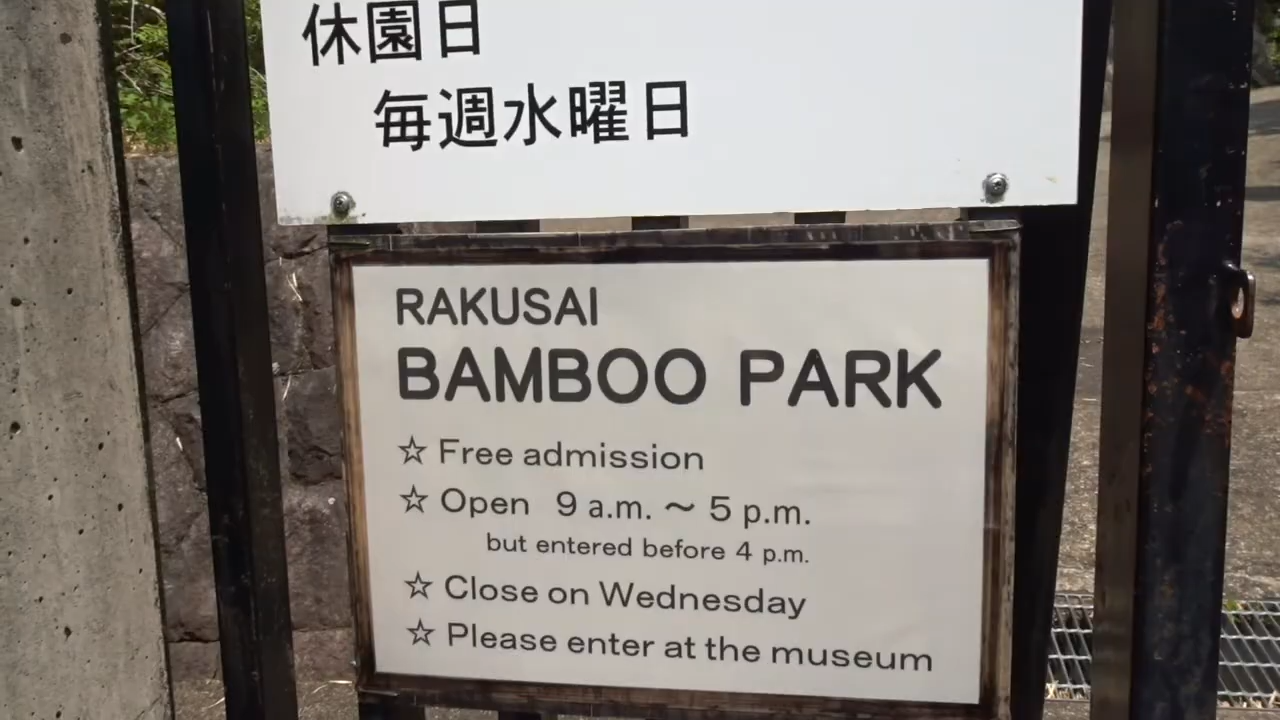 休園日
毎週水曜日
RAKUSAI
BAMBOO PARK
☆ Free admission
☆ Open 9 a.m. ～ 5 p.m.
but entered before 4 p.m.
☆ Close on Wednesday
☆ Please enter at the museum